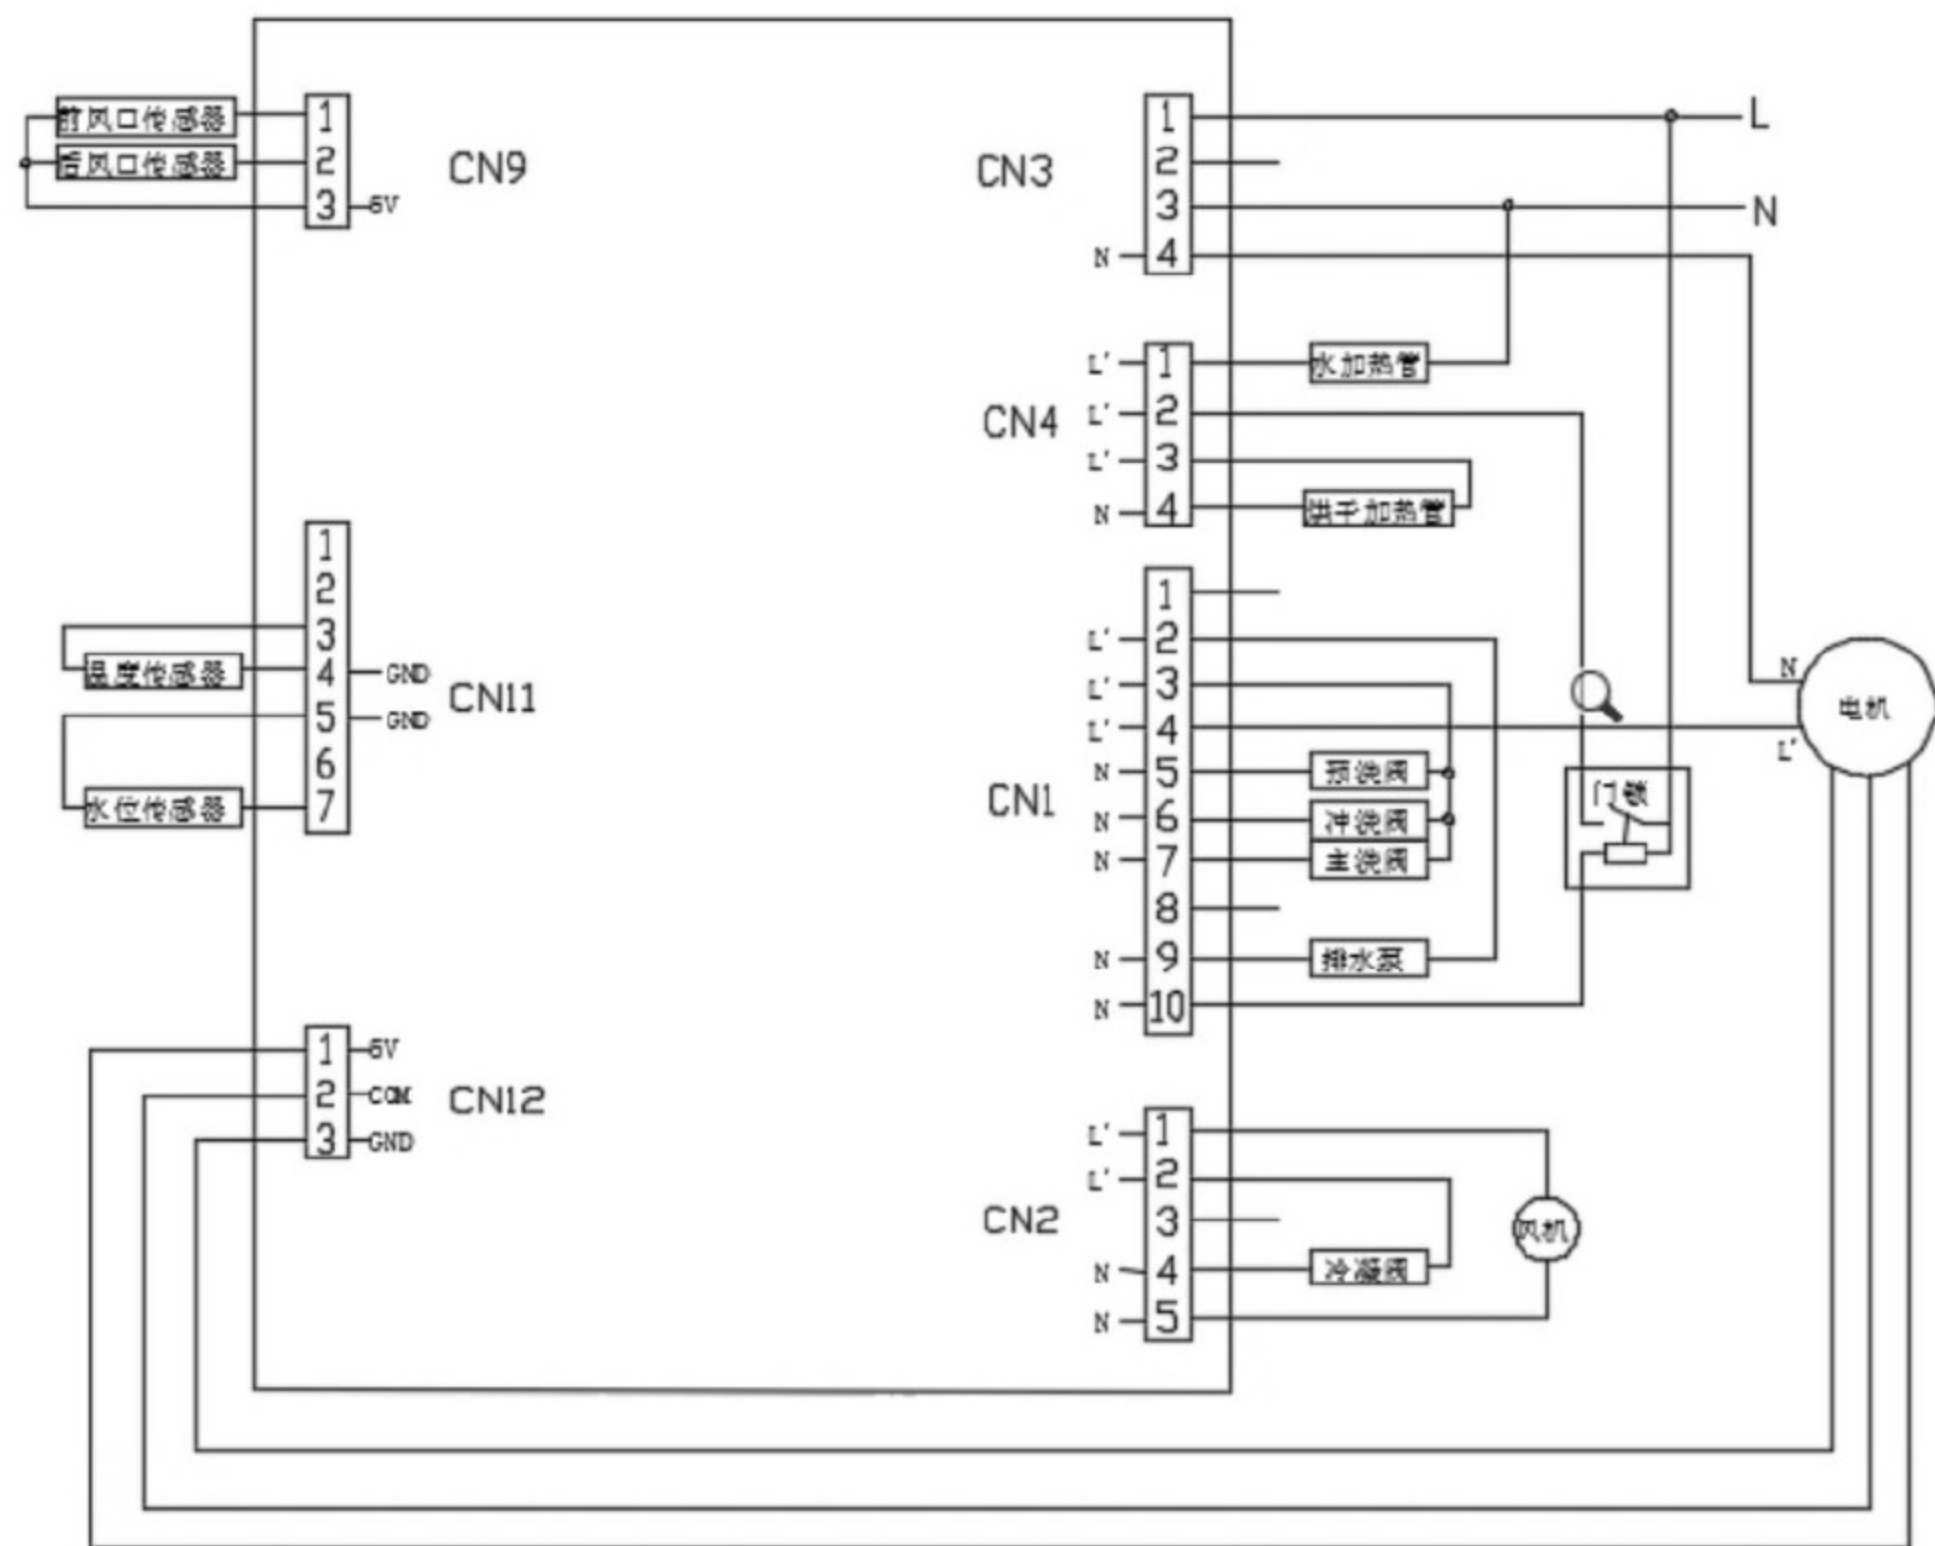 前风口传感器
后风口传感器
1
2
3
5V
CN9
CN3
1
2
3
4
N
L
N
CN4
L'
L'
L'
N
1
2
3
4
水加热管
烘干加热管
1
2
3
4
5
6
7
GND
GND
CN11
温度传感器
水位传感器
CN1
1
2
3
4
5
6
7
8
9
10
L'
L'
L'
N
N
N
N
N
预洗阀
冲洗阀
主洗阀
排水泵
门锁
N
L'
电机
1
2
3
5V
COM
GND
CN12
CN2
L'
L'
N
N
1
2
3
4
5
冷凝阀
风机